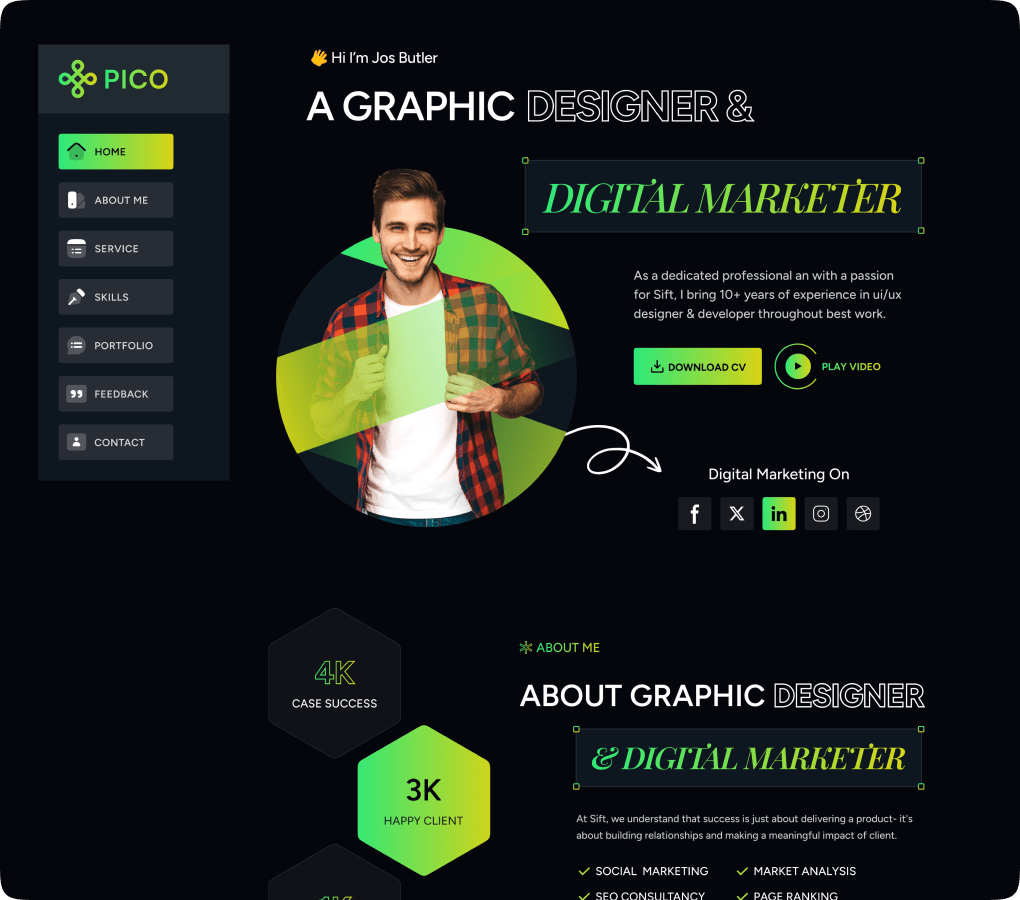 PICO
HOME
ABOUT ME
SERVICE
SKILLS
PORTFOLIO
FEEDBACK
CONTACT
Hi I'm Jos Butler
A GRAPHIC DESIGNER &
DIGITAL MARKETER
As a dedicated professional an with a passion
for Sift, I bring 10+ years of experience in ui/ux
designer & developer throughout best work.
DOWNLOAD CV
PLAY VIDEO
Digital Marketing On
4K
CASE SUCCESS
3K
HAPPY CLIENT
4K
ABOUT ME
ABOUT GRAPHIC DESIGNER
& DIGITAL MARKETER
At Sift, we understand that success is just about delivering a product- it's
about building relationships and making a meaningful impact of client.
SOCIAL MARKETING
MARKET ANALYSIS
SEO CONSULTANCY
PAGE RANKING